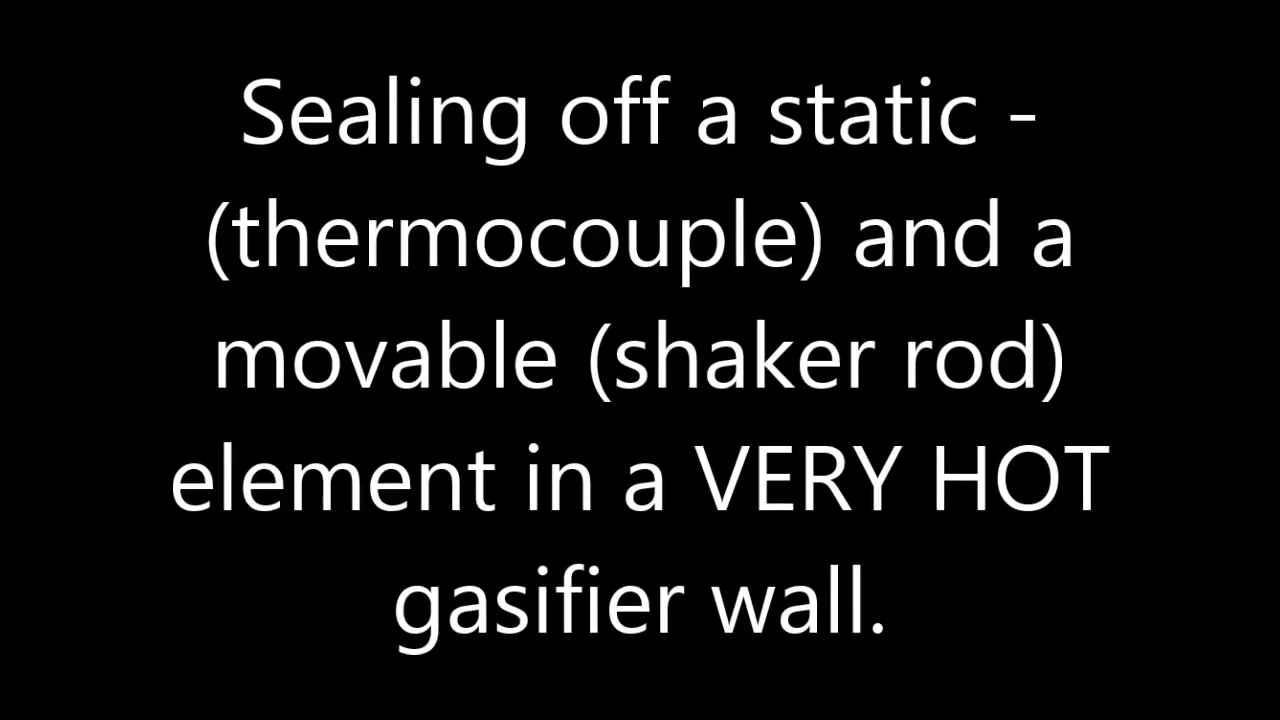 Sealing off a static -
(thermocouple) and a
movable (shaker rod)
element in a VERY HOT
gasifier wall.